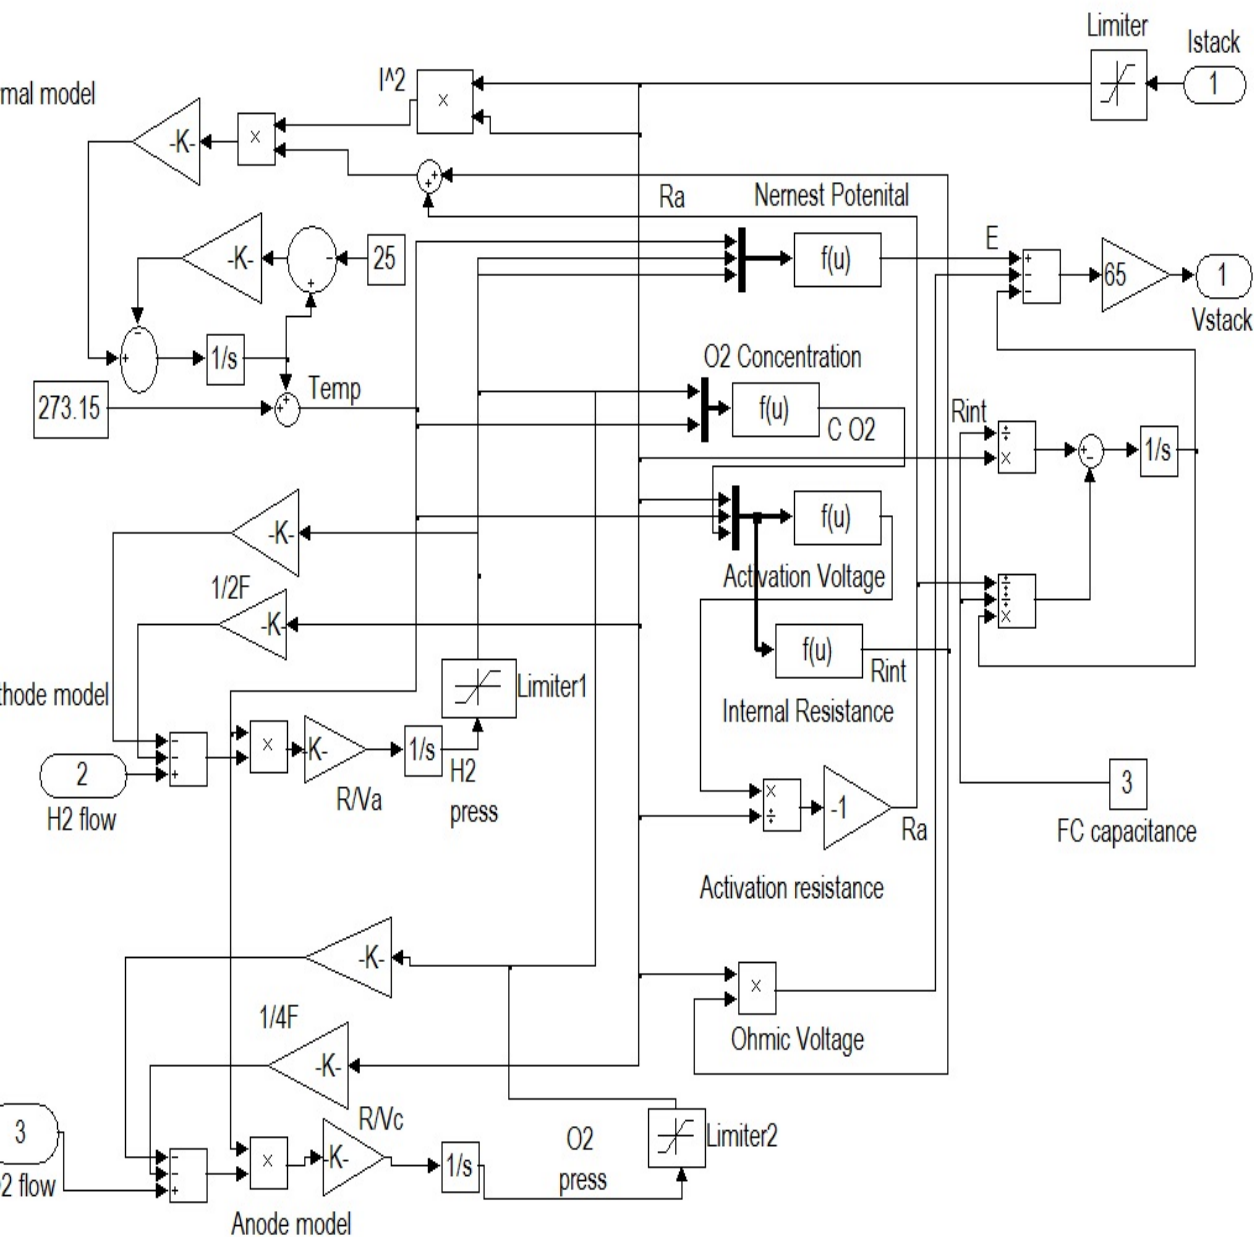 Limiter
Istack
1
I^2
×
rmal model
-K-
×
+
+
Ra
Nernest Potenital
-K-
-
+
25
f(u)
E
+
-
-
65
1
Vstack
-
+
1/s
O2 Concentration
273.15
+
+
Temp
f(u)
C O2
Rint
÷
×
+
-
1/s
-K-
f(u)
Activation Voltage
1/2F
-K-
÷
÷
×
f(u)
Rint
thode model
Limiter1
Internal Resistance
-
-
+
×
-K-
1/s
H2
press
2
H2 flow
R/Va
×
÷
-1
Ra
3
FC capacitance
Activation resistance
-K-
×
Ohmic Voltage
1/4F
-K-
R/Vc
3
2 flow
-
-
+
×
-K-
1/s
O2
press
Limiter2
Anode model